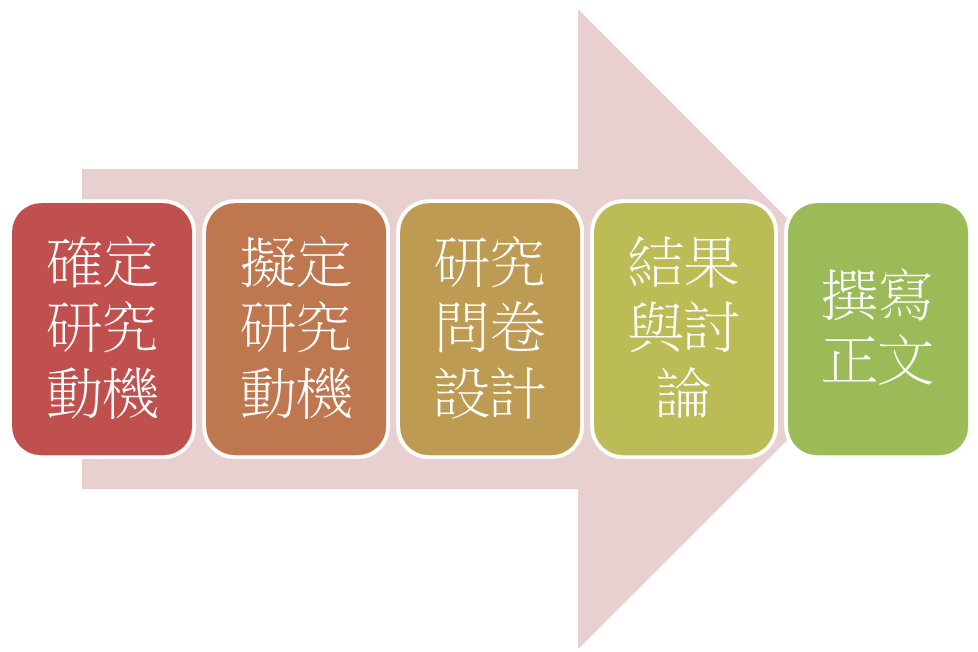 確定
研究
動機
擬定
研究
動機
研究
問卷
設計
結果
與討
論
撰寫
正文